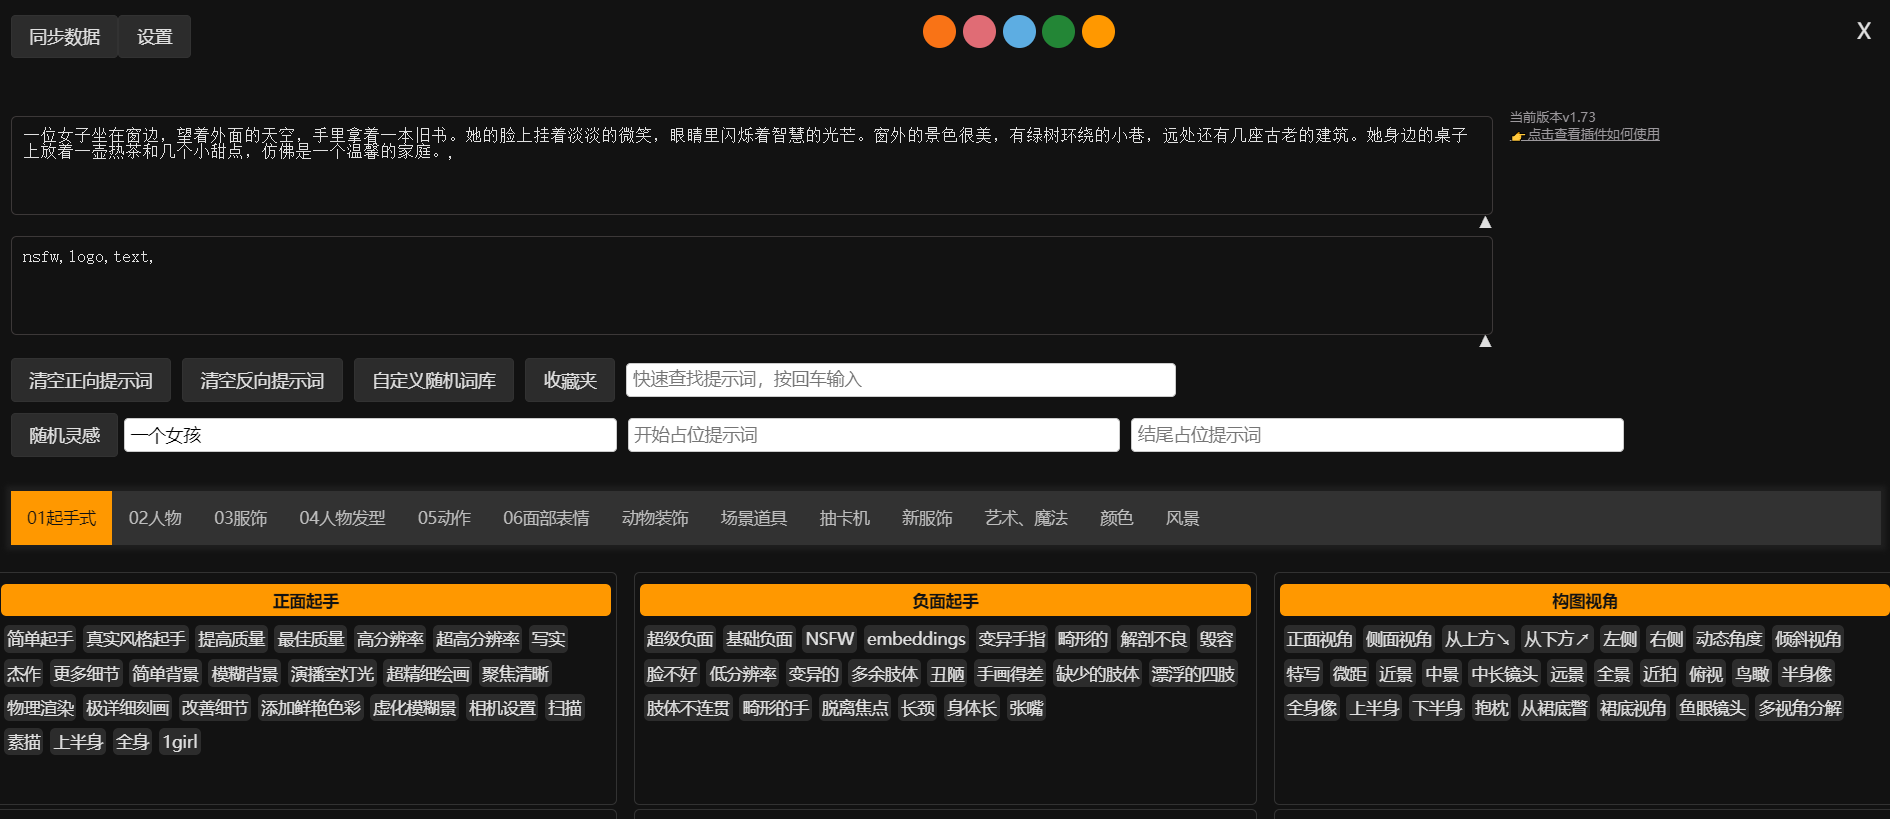 同步数据 设置 X
当前版本v1.73
👉点击查看插件如何使用
一位女子坐在窗边，望着外面的天空，手里拿着一本旧书。她的脸上挂着淡淡的微笑，眼睛里闪烁着智慧的光芒。窗外的景色很美，有绿树环绕的小巷，远处还有几座古老的建筑。她身边的桌子
上放着一壶热茶和几个小甜点，仿佛是一个温馨的家庭。,
nsfw,logo,text,
清空正向提示词 清空反向提示词 自定义随机词库 收藏夹 快速查找提示词，按回车输入
随机灵感 一个女孩 开始占位提示词 结尾占位提示词
01起手式 02人物 03服饰 04人物发型 05动作 06面部表情 动物装饰 场景道具 抽卡机 新服饰 艺术、魔法 颜色 风景
正面起手
简单起手 真实风格起手 提高质量 最佳质量 高分辨率 超高分辨率 写实
杰作 更多细节 简单背景 模糊背景 演播室灯光 超精细绘画 聚焦清晰
物理渲染 极详细刻画 改善细节 添加鲜艳色彩 虚化模糊景 相机设置 扫描
素描 上半身 全身 1girl
负面起手
超级负面 基础负面 NSFW embeddings 变异手指 畸形的 解剖不良 毁容
脸不好 低分辨率 变异的 多余肢体 丑陋 手画得差 缺少的肢体 漂浮的四肢
肢体不连贯 畸形的手 脱离焦点 长颈 身体长 张嘴
构图视角
正面视角 侧面视角 从上方↘ 从下方↗ 左侧 右侧 动态角度 倾斜视角
特写 微距 近景 中景 中长镜头 远景 全景 近拍 俯视 鸟瞰 半身像
全身像 上半身 下半身 抱枕 从裙底瞥 裙底视角 鱼眼镜头 多视角分解